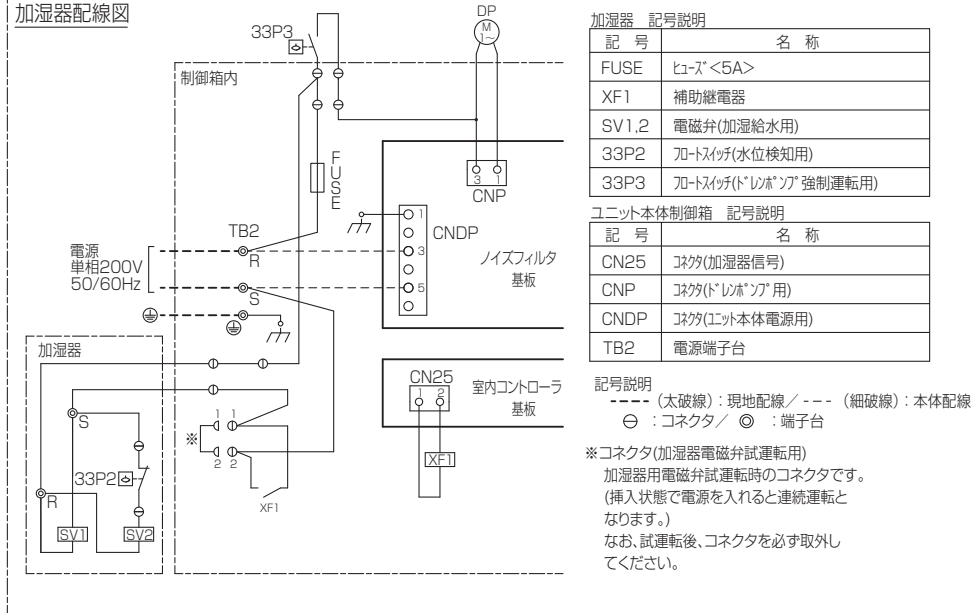 加湿器配線図
DP
M
1～
33P3
制御箱内
FUSE
3 1
CNP
1
CNDP
3
5
ノイズフィルタ
基板
TB2
R
S
電源
単相200V
50/60Hz
加湿器
S
33P2
R
SV1
SV2
※
1 1
2 2
XF1
CN25
1 2
室内コントローラ
基板
XF1
加湿器 記号説明
記 号 名 称
FUSE ﾋｭｰｽﾞ<5A>
XF1 補助継電器
SV1,2 電磁弁(加湿給水用)
33P2 ﾌﾛｰﾄｽｲｯﾁ(水位検知用)
33P3 ﾌﾛｰﾄｽｲｯﾁ(ﾄﾞﾚﾝﾎﾟﾝﾌﾟ強制運転用)
ユニット本体制御箱 記号説明
記 号 名 称
CN25 ｺﾈｸﾀ(加湿器信号)
CNP ｺﾈｸﾀ(ﾄﾞﾚﾝﾎﾟﾝﾌﾟ用)
CNDP ｺﾈｸﾀ(ﾕﾆｯﾄ本体電源用)
TB2 電源端子台
記号説明
----(太破線)：現地配線／---(細破線)：本体配線
：コネクタ／ ◎ ：端子台
※コネクタ(加湿器電磁弁試運転用)
加湿器用電磁弁試運転時のコネクタです。
(挿入状態で電源を入れると連続運転と
なります。)
なお、試運転後、コネクタを必ず取外し
てください。